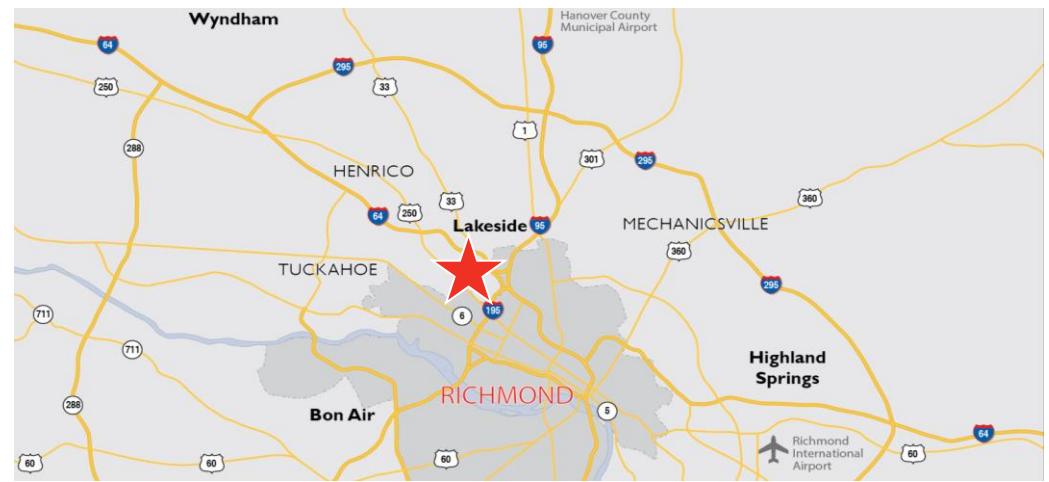 Wyndham
Hanover County
Municipal Airport
64
95
295
250
33
1
288
301
295
HENRICO
360
33
64
250
Lakeside
95
MECHANICSVILLE
360
TUCKAHOE
295
711
6
195
711
Highland
Springs
RICHMOND
288
Bon Air
5
64
Richmond
International
Airport
60
60
60
60